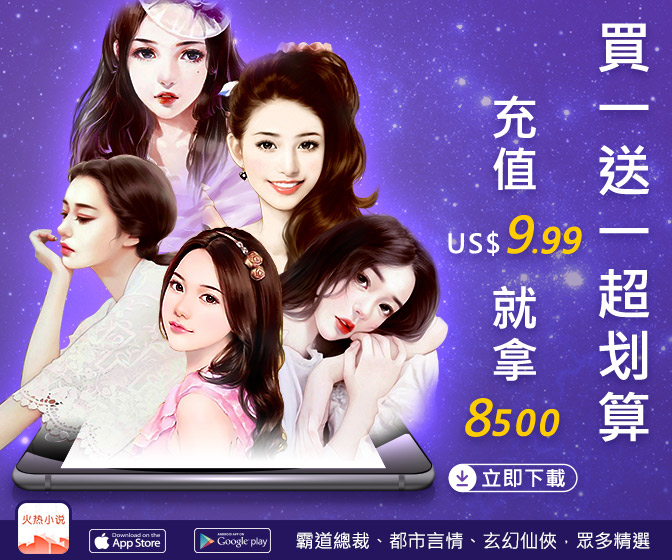 買一送一超划算
充值
US$9.99
就拿
8500
立即下載
火热小说
Download on the
App Store
ANDROID APP ON
Google play
霸道總裁、都市言情、玄幻仙俠，眾多精選